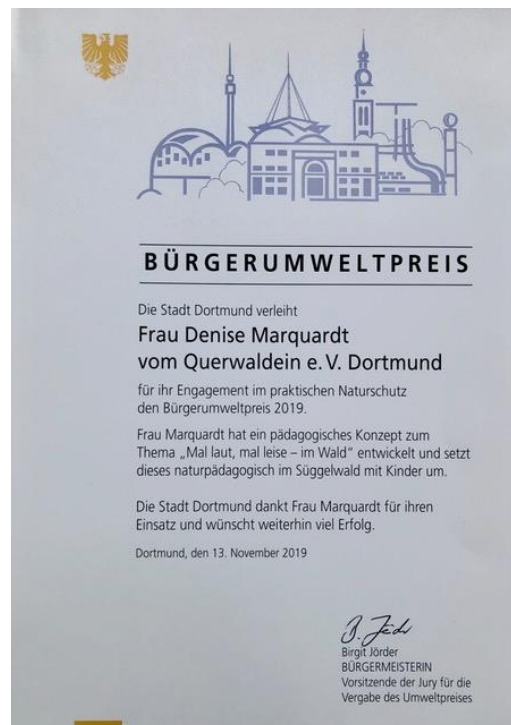 BÜRGERUMWELTPREIS
Die Stadt Dortmund verleiht
Frau Denise Marquardt
vom Querwaldein e. V. Dortmund
für ihr Engagement im praktischen Naturschutz
den Bürgerumweltpreis 2019.
Frau Marquardt hat ein pädagogisches Konzept zum
Thema „Mal laut, mal leise – im Wald“ entwickelt und setzt
dieses naturpädagogisch im Süggelwald mit Kinder um.
Die Stadt Dortmund dankt Frau Marquardt für ihren
Einsatz und wünscht weiterhin viel Erfolg.
Dortmund, den 13. November 2019
B. Jörder
Birgit Jörder
BÜRGERMEISTERIN
Vorsitzende der Jury für die
Vergabe des Umweltpreises